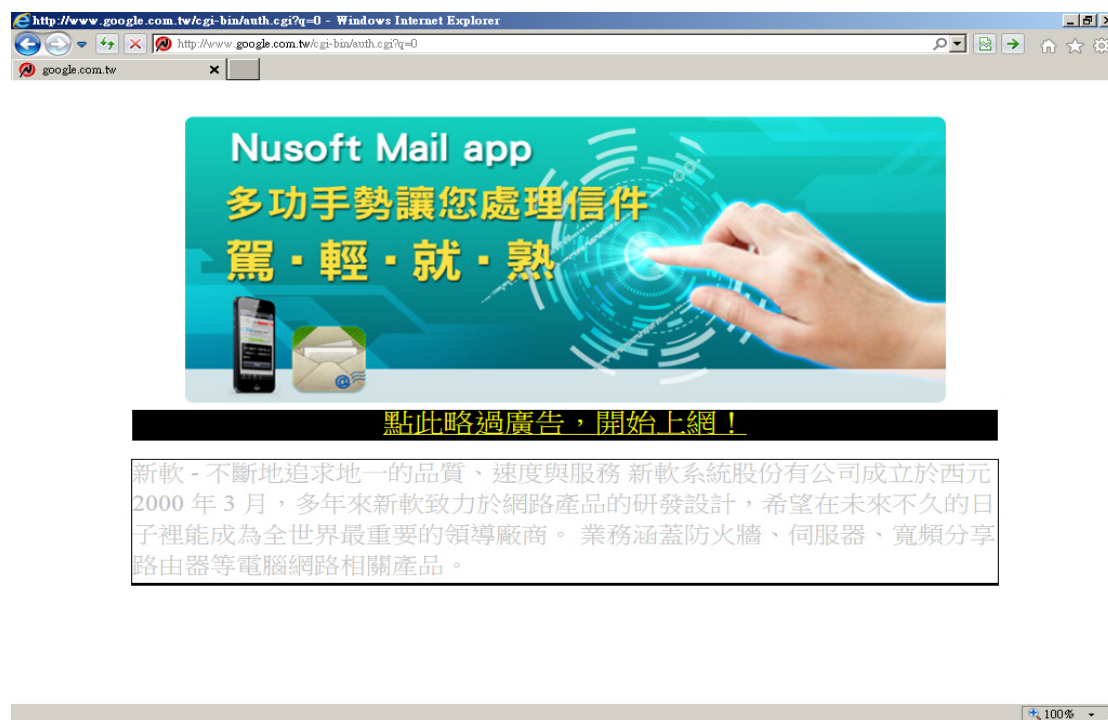 http://www.google.com.tw/cgi-bin/auth.cgi?q=0 - Windows Internet Explorer
http://www.google.com.tw/cgi-bin/auth.cgi?q=0
google.com.tw
Nusoft Mail app
多功手勢讓您處理信件
駕▪輕▪就▪熟
點此略過廣告，開始上網！
新軟 - 不斷地追求地一的品質、速度與服務 新軟系統股份有公司成立於西元
2000 年 3 月，多年來新軟致力於網路產品的研發設計，希望在未來不久的日
子裡能成為全世界最重要的領導廠商。 業務涵蓋防火牆、伺服器、寬頻分享
路由器等電腦網路相關產品。
100%